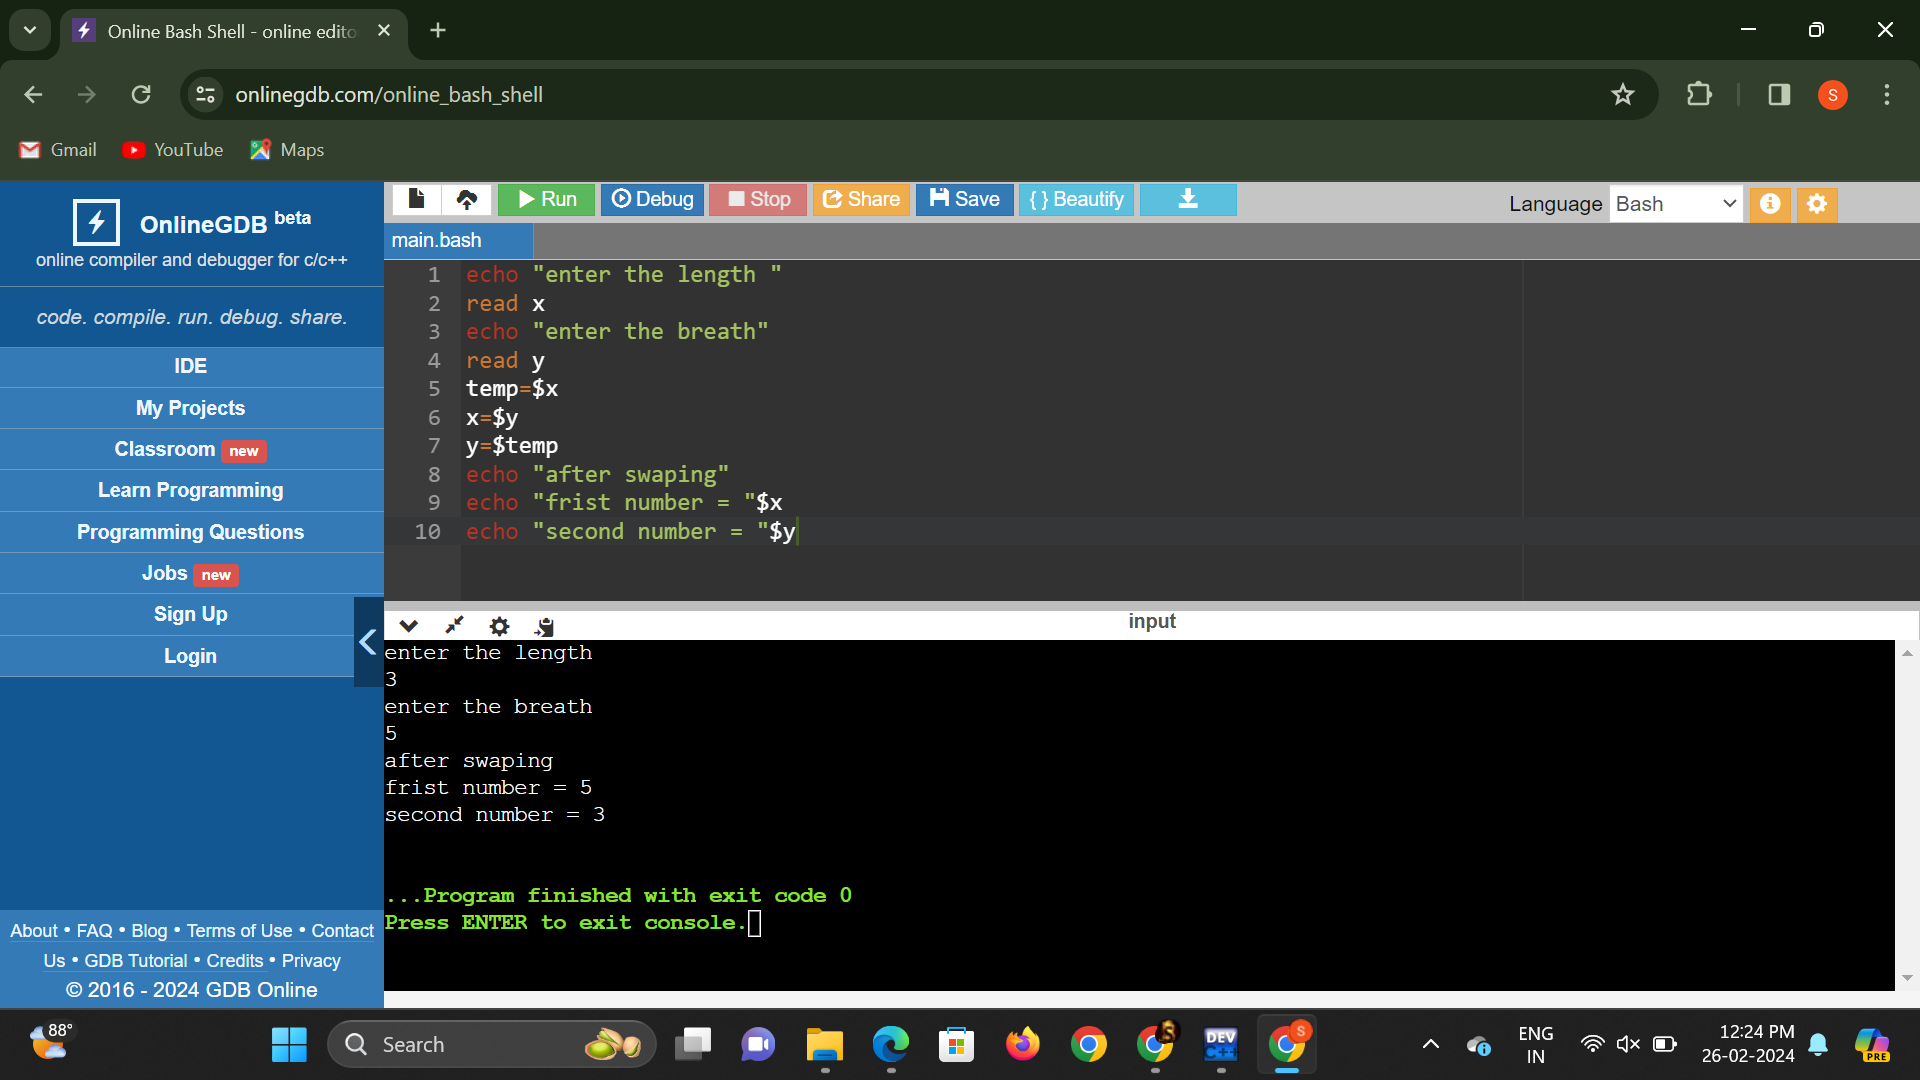 Online Bash Shell - online edito
onlinegdb.com/online_bash_shell
S
Gmail YouTube Maps
OnlineGDB beta
online compiler and debugger for c/c++
code. compile. run. debug. share.
IDE
My Projects
Classroom new
Learn Programming
Programming Questions
Jobs new
Sign Up
Login
About • FAQ • Blog • Terms of Use • Contact
Us • GDB Tutorial • Credits • Privacy
© 2016 - 2024 GDB Online
Run Debug Stop Share Save { } Beautify
Language Bash
main.bash
1 echo "enter the length "
2 read x
3 echo "enter the breath"
4 read y
5 temp=$x
6 x=$y
7 y=$temp
8 echo "after swaping"
9 echo "frist number = "$x
10 echo "second number = "$y
input
enter the length
3
enter the breath
5
after swaping
frist number = 5
second number = 3
...Program finished with exit code 0
Press ENTER to exit console.
88°
Search
DEV
C++
S
S
ENG
IN
12:24 PM
26-02-2024
PRE